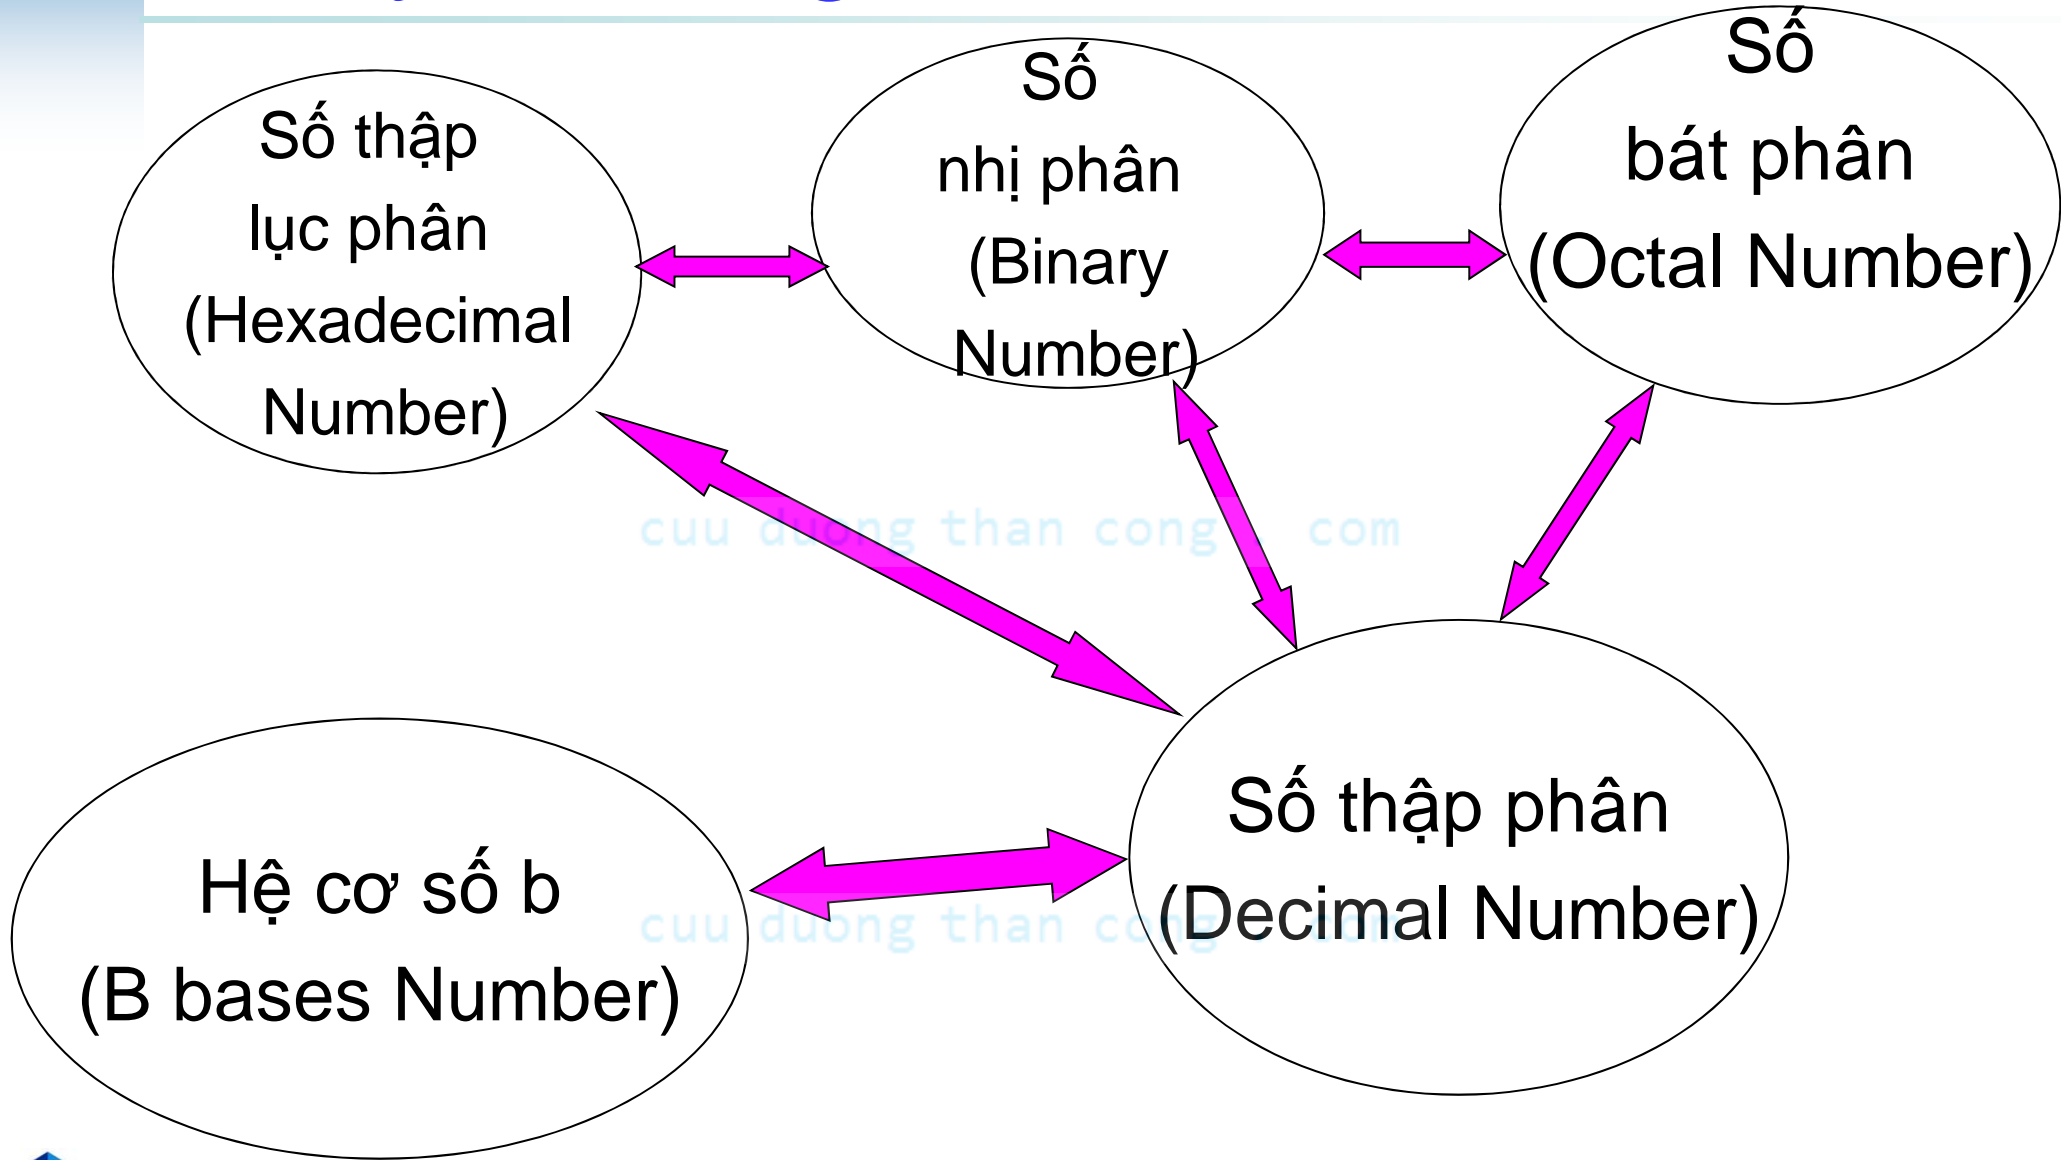 Số thập
lục phân
(Hexadecimal
Number)
Số
nhị phân
(Binary
Number)
Số
bát phân
(Octal Number)
cuu duong than cong . com
Số thập phân
(Decimal Number)
Hệ cơ số b
(B bases Number)
cuu duong than cong . com